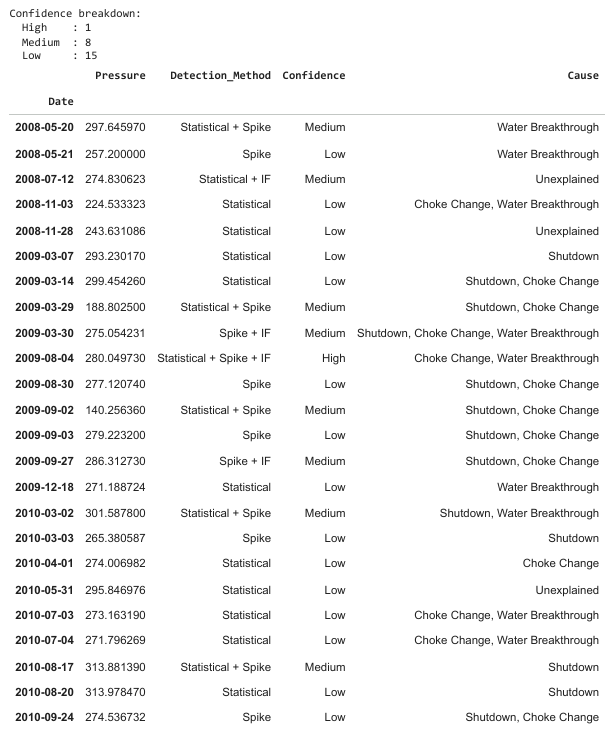 Confidence breakdown:
High : 1
Medium : 8
Low : 15
Pressure Detection_Method Confidence Cause
Date
2008-05-20 297.645970 Statistical + Spike Medium Water Breakthrough
2008-05-21 257.200000 Spike Low Water Breakthrough
2008-07-12 274.830623 Statistical + IF Medium Unexplained
2008-11-03 224.533323 Statistical Low Choke Change, Water Breakthrough
2008-11-28 243.631086 Statistical Low Unexplained
2009-03-07 293.230170 Statistical Low Shutdown
2009-03-14 299.454260 Statistical Low Shutdown, Choke Change
2009-03-29 188.802500 Statistical + Spike Medium Shutdown, Choke Change
2009-03-30 275.054231 Spike + IF Medium Shutdown, Choke Change, Water Breakthrough
2009-08-04 280.049730 Statistical + Spike + IF High Choke Change, Water Breakthrough
2009-08-30 277.120740 Spike Low Shutdown, Choke Change
2009-09-02 140.256360 Statistical + Spike Medium Shutdown, Choke Change
2009-09-03 279.223200 Spike Low Shutdown, Choke Change
2009-09-27 286.312730 Spike + IF Medium Shutdown, Choke Change
2009-12-18 271.188724 Statistical Low Water Breakthrough
2010-03-02 301.587800 Statistical + Spike Medium Shutdown, Water Breakthrough
2010-03-03 265.380587 Spike Low Shutdown
2010-04-01 274.006982 Statistical Low Choke Change
2010-05-31 295.846976 Statistical Low Unexplained
2010-07-03 273.163190 Statistical Low Choke Change, Water Breakthrough
2010-07-04 271.796269 Statistical Low Choke Change, Water Breakthrough
2010-08-17 313.881390 Statistical + Spike Medium Shutdown
2010-08-20 313.978470 Statistical Low Shutdown
2010-09-24 274.536732 Spike Low Shutdown, Choke Change